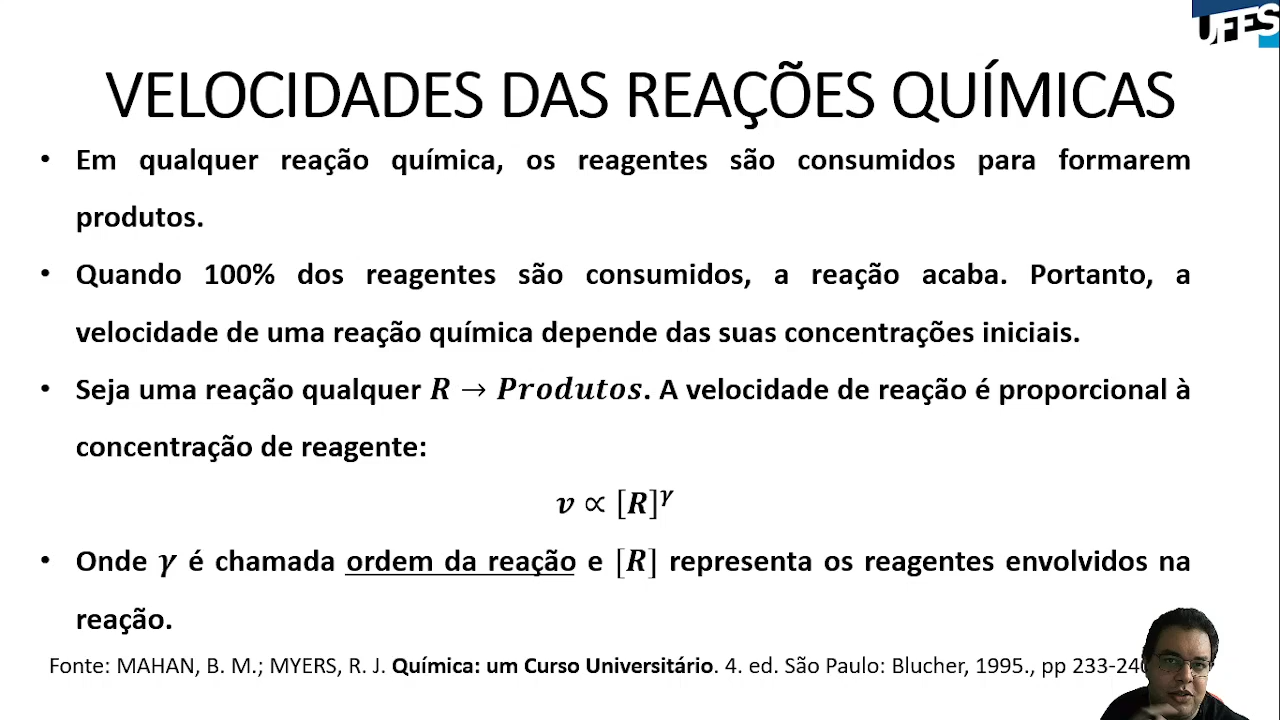 UFES
VELOCIDADES DAS REAÇÕES QUÍMICAS
• Em qualquer reação química, os reagentes são consumidos para formarem
produtos.
• Quando 100% dos reagentes são consumidos, a reação acaba. Portanto, a
velocidade de uma reação química depende das suas concentrações iniciais.
• Seja uma reação qualquer R → Produtos. A velocidade de reação é proporcional à
concentração de reagente:
v ∝ [R]^γ
• Onde γ é chamada ordem da reação e [R] representa os reagentes envolvidos na
reação.
Fonte: MAHAN, B. M.; MYERS, R. J. Química: um Curso Universitário. 4. ed. São Paulo: Blucher, 1995., pp